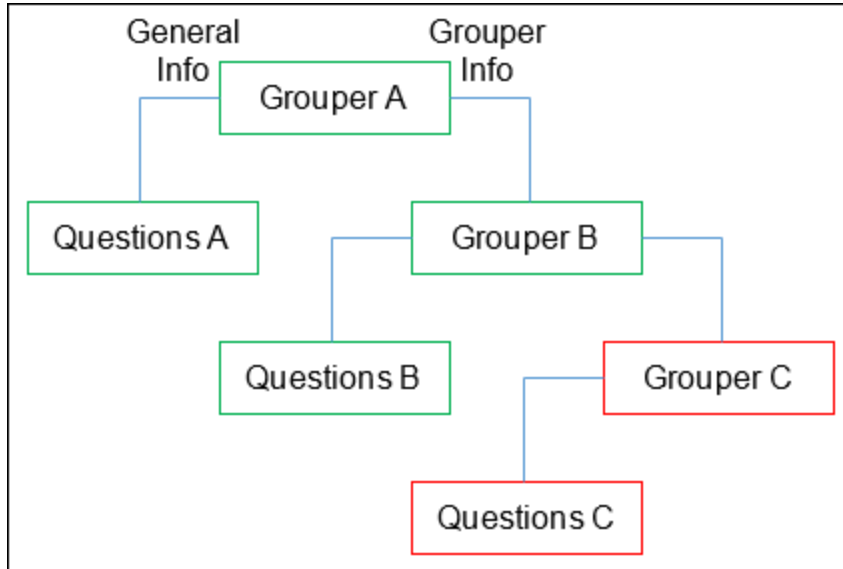 General
Info
Grouper
Info
Grouper A
Questions A
Grouper B
Questions B
Grouper C
Questions C